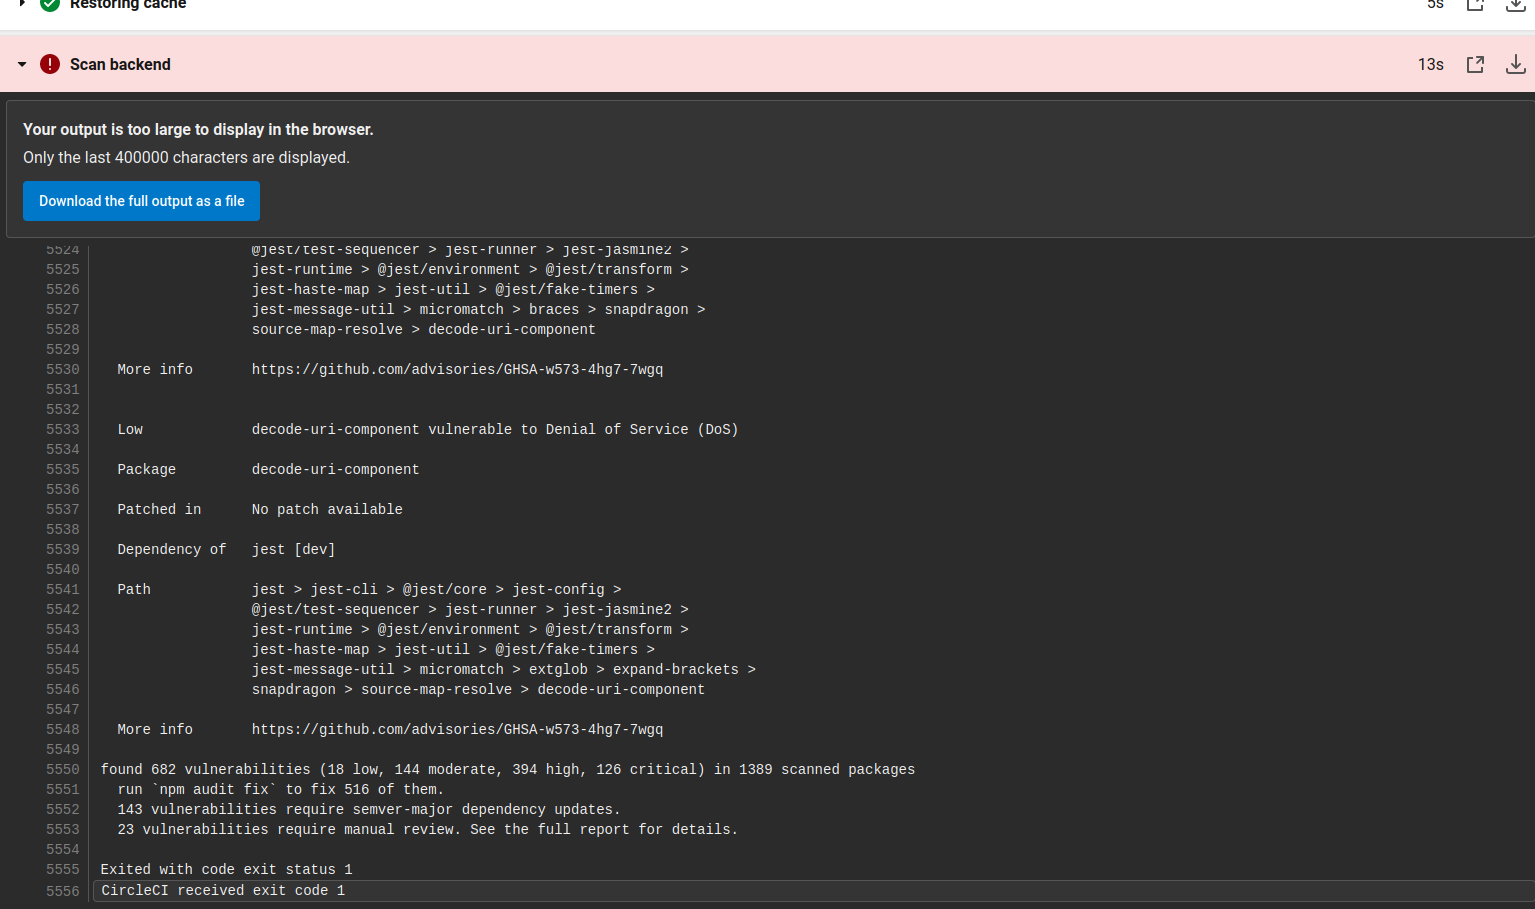 Restoring cache 5s
Scan backend 13s
Your output is too large to display in the browser.
Only the last 400000 characters are displayed.
Download the full output as a file
5524 @jest/test-sequencer > jest-runner > jest-jasmine2 >
5525 jest-runtime > @jest/environment > @jest/transform >
5526 jest-haste-map > jest-util > @jest/fake-timers >
5527 jest-message-util > micromatch > braces > snapdragon >
5528 source-map-resolve > decode-uri-component
5529
5530 More info https://github.com/advisories/GHSA-w573-4hg7-7wgq
5531
5532
5533 Low decode-uri-component vulnerable to Denial of Service (DoS)
5534
5535 Package decode-uri-component
5536
5537 Patched in No patch available
5538
5539 Dependency of jest [dev]
5540
5541 Path jest > jest-cli > @jest/core > jest-config >
5542 @jest/test-sequencer > jest-runner > jest-jasmine2 >
5543 jest-runtime > @jest/environment > @jest/transform >
5544 jest-haste-map > jest-util > @jest/fake-timers >
5545 jest-message-util > micromatch > extglob > expand-brackets >
5546 snapdragon > source-map-resolve > decode-uri-component
5547
5548 More info https://github.com/advisories/GHSA-w573-4hg7-7wgq
5549
5550 found 682 vulnerabilities (18 low, 144 moderate, 394 high, 126 critical) in 1389 scanned packages
5551 run `npm audit fix` to fix 516 of them.
5552 143 vulnerabilities require semver-major dependency updates.
5553 23 vulnerabilities require manual review. See the full report for details.
5554
5555 Exited with code exit status 1
5556 CircleCI received exit code 1